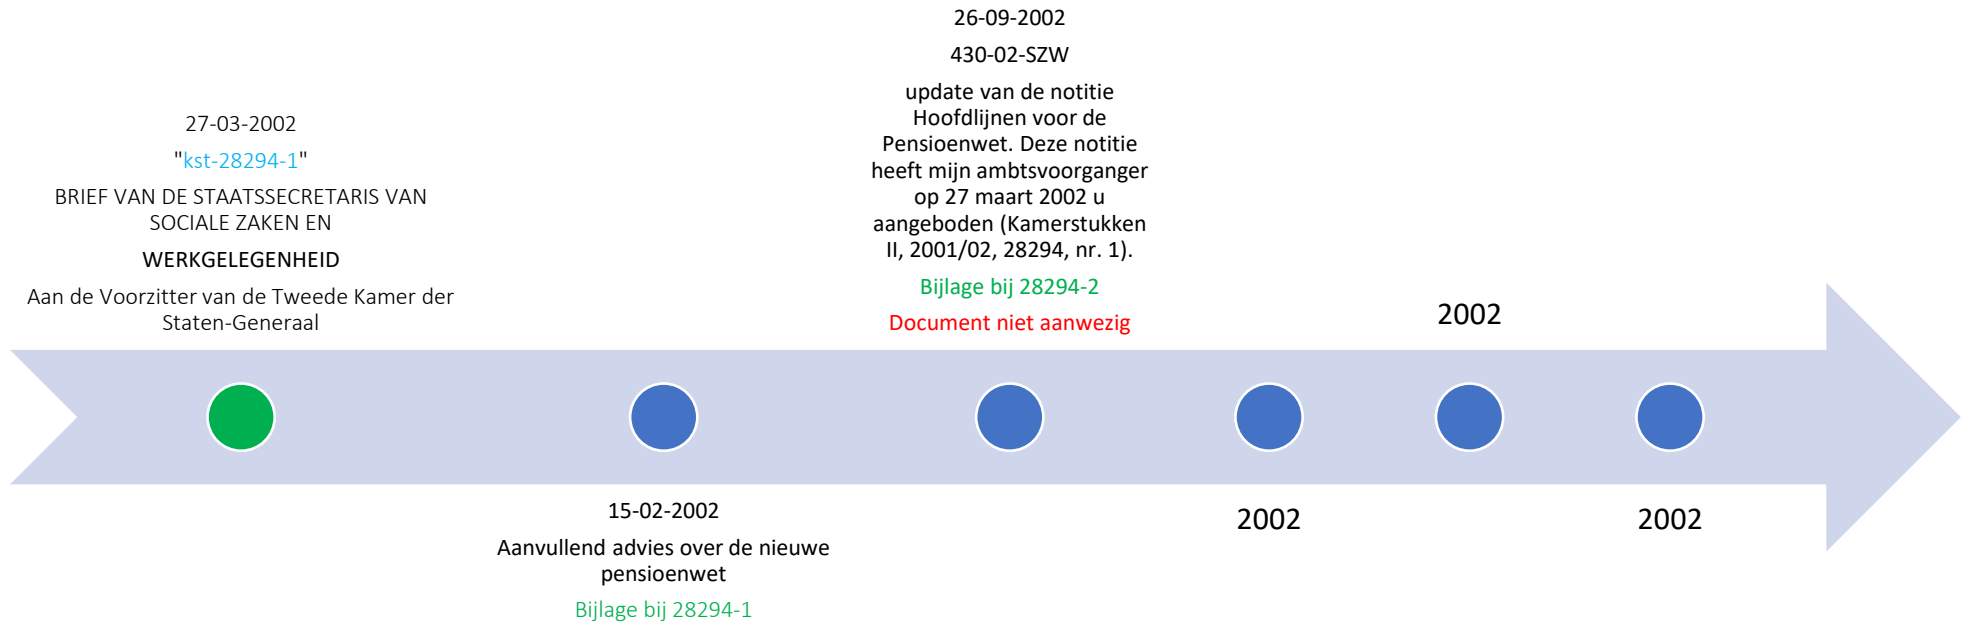 27-03-2002
"kst-28294-1"
BRIEF VAN DE STAATSSECRETARIS VAN
SOCIALE ZAKEN EN
WERKGELEGENHEID
Aan de Voorzitter van de Tweede Kamer der
Staten-Generaal
15-02-2002
Aanvullend advies over de nieuwe
pensioenwet
Bijlage bij 28294-1
26-09-2002
430-02-SZW
update van de notitie
Hoofdlijnen voor de
Pensioenwet. Deze notitie
heeft mijn ambtsvoorganger
op 27 maart 2002 u
aangeboden (Kamerstukken
II, 2001/02, 28294, nr. 1).
Bijlage bij 28294-2
Document niet aanwezig
2002
2002
2002